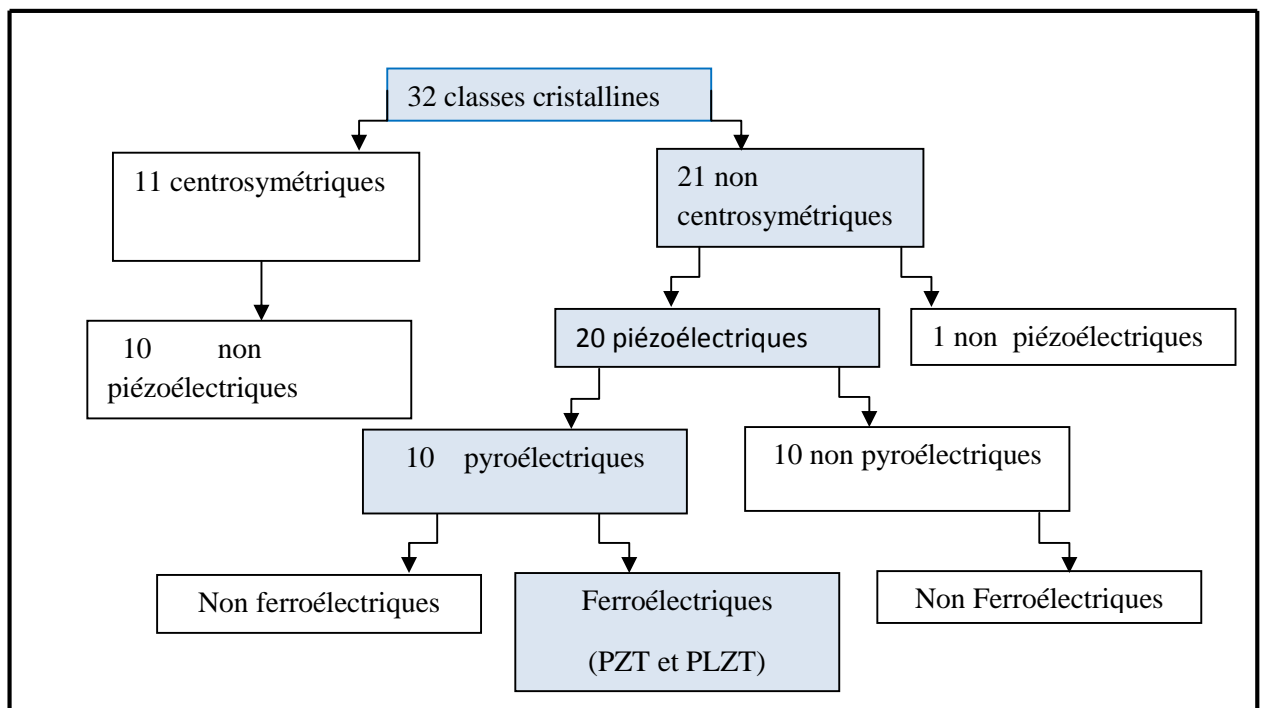 32 classes cristallines
11 centrosymétriques
21 non
centrosymétriques
20 piézoélectriques
1 non piézoélectriques
10 non
piézoélectriques
10 pyroélectriques
10 non pyroélectriques
Non ferroélectriques
Ferroélectriques
(PZT et PLZT)
Non Ferroélectriques